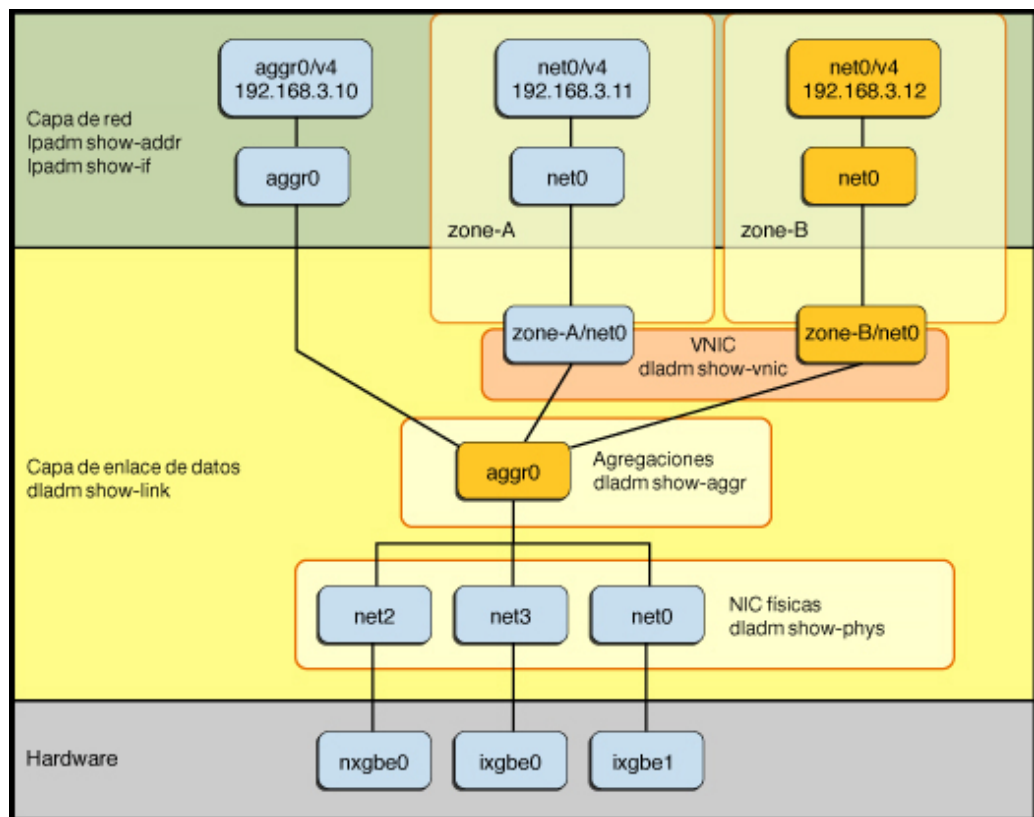 aggr0/v4
192.168.3.10
net0/v4
192.168.3.11
net0/v4
192.168.3.12
Capa de red
Ipadm show-addr
Ipadm show-if
aggr0
net0
net0
zone-A
zone-B
zone-A/net0
VNIC
dladm show-vnic
zone-B/net0
Capa de enlace de datos
dladm show-link
aggr0
Agregaciones
dladm show-aggr
net2
net3
net0
NIC físicas
dladm show-phys
Hardware
nxgbe0
ixgbe0
ixgbe1